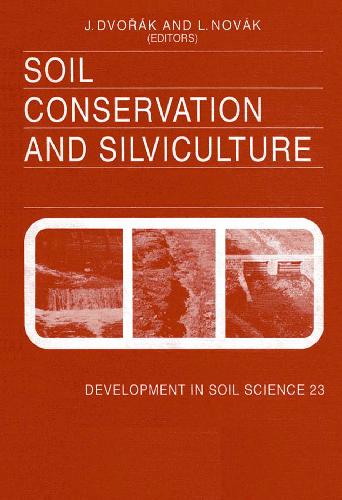 J. DVOŘÁK AND L. NOVÁK
(EDITORS)
SOIL
CONSERVATION
AND SILVICULTURE
DEVELOPMENT IN SOIL SCIENCE 23